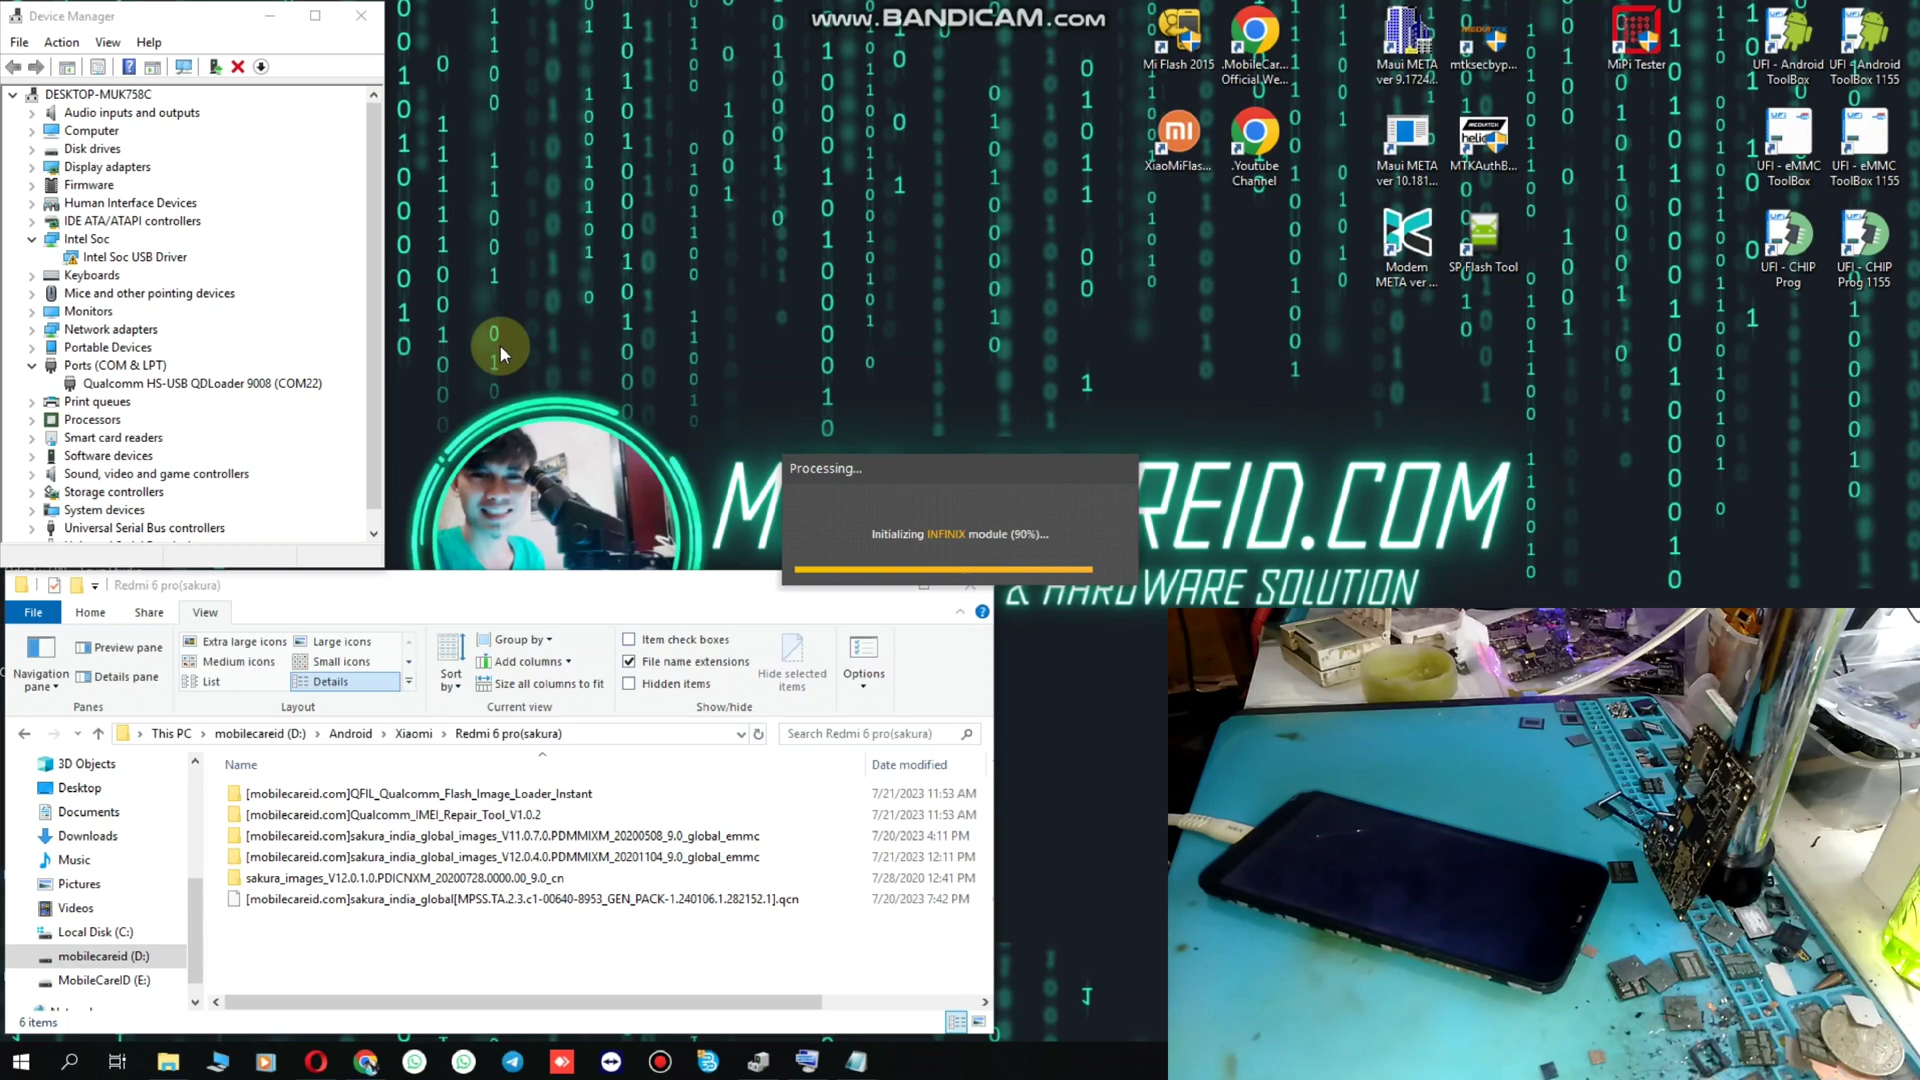 Device Manager
File Action View Help
DESKTOP-MUK758C
Audio inputs and outputs
Computer
Disk drives
Display adapters
Firmware
Human Interface Devices
IDE ATA/ATAPI controllers
Intel Soc
Intel Soc USB Driver
Keyboards
Mice and other pointing devices
Monitors
Network adapters
Portable Devices
Ports (COM & LPT)
Qualcomm HS-USB QDLoader 9008 (COM22)
Print queues
Processors
Smart card readers
Software devices
Sound, video and game controllers
Storage controllers
System devices
Universal Serial Bus controllers
www.BANDICAM.com
Mi Flash 2015
.MobileCar... Official We...
Maui META ver 9.1724...
mtksecbyp...
MiPi Tester
UFI - Android ToolBox
UFI - Android ToolBox 1155
XiaoMiFlas...
.Youtube Channel
Maui META ver 10.181...
MTKAuthB...
UFI - eMMC ToolBox
UFI - eMMC ToolBox 1155
Modem META ver ...
SP Flash Tool
UFI - CHIP Prog
UFI - CHIP Prog 1155
Processing...
Initializing INFINIX module (90%)...
REID.COM
& HARDWARE SOLUTION
Redmi 6 pro(sakura)
File Home Share View
Navigation pane
Preview pane
Details pane
Panes
Extra large icons Large icons
Medium icons Small icons
List Details
Layout
Sort by
Group by
Add columns
Size all columns to fit
Current view
Item check boxes
File name extensions
Hidden items
Hide selected items
Show/hide
Options
This PC > mobilecareid (D:) > Android > Xiaomi > Redmi 6 pro(sakura)
Search Redmi 6 pro(sakura)
3D Objects
Desktop
Documents
Downloads
Music
Pictures
Videos
Local Disk (C:)
mobilecareid (D:)
MobileCareID (E:)
Name Date modified
[mobilecareid.com]QFIL_Qualcomm_Flash_Image_Loader_Instant 7/21/2023 11:53 AM
[mobilecareid.com]Qualcomm_IMEI_Repair_Tool_V1.0.2 7/21/2023 11:53 AM
[mobilecareid.com]sakura_india_global_images_V11.0.7.0.PDMMIXM_20200508_9.0_global_emmc 7/20/2023 4:11 PM
[mobilecareid.com]sakura_india_global_images_V12.0.4.0.PDMMIXM_20201104_9.0_global_emmc 7/21/2023 12:11 PM
sakura_images_V12.0.1.0.PDICNXM_20200728.0000.00_9.0_cn 7/28/2020 12:41 PM
[mobilecareid.com]sakura_india_global[MPSS.TA.2.3.c1-00640-8953_GEN_PACK-1.240106.1.282152.1].qcn 7/20/2023 7:42 PM
6 items